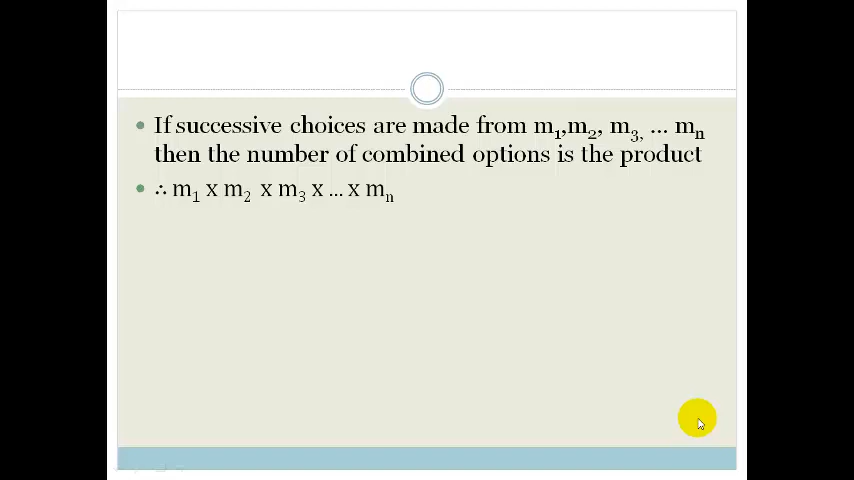 If successive choices are made from m₁,m₂, m₃, ... mₙ
then the number of combined options is the product
∴ m₁ x m₂ x m₃ x ... x mₙ